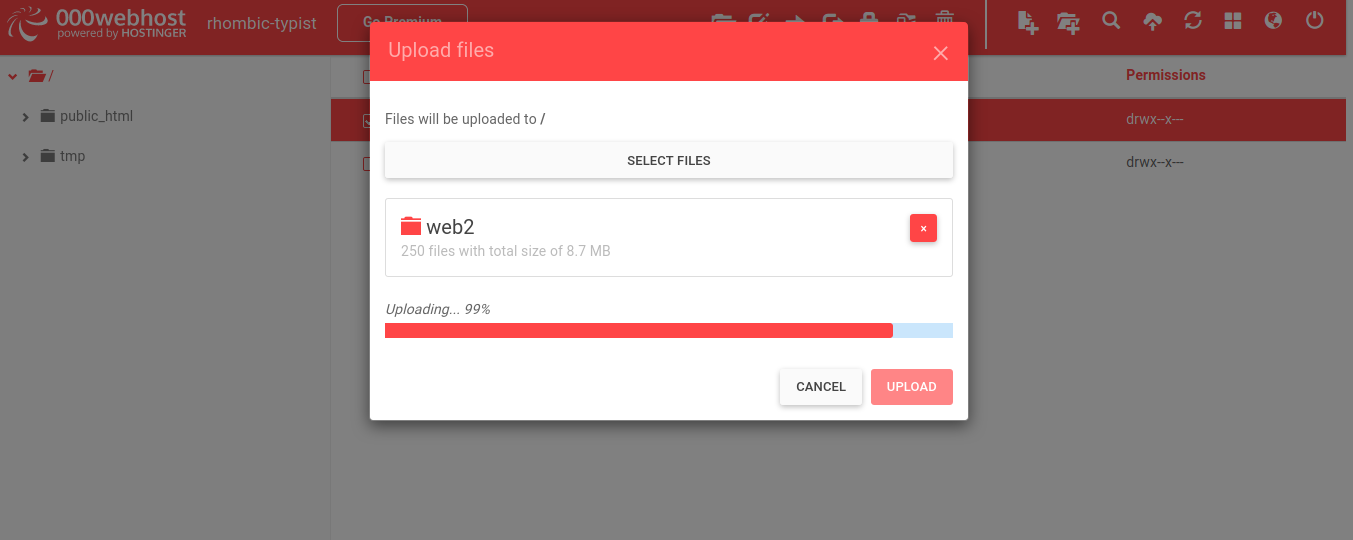 000webhost
powered by HOSTINGER
rhombic-typist
Go Premium
/
public_html
tmp
Permissions
drwx--x---
drwx--x---
Upload files
Files will be uploaded to /
SELECT FILES
web2
250 files with total size of 8.7 MB
Uploading... 99%
CANCEL
UPLOAD